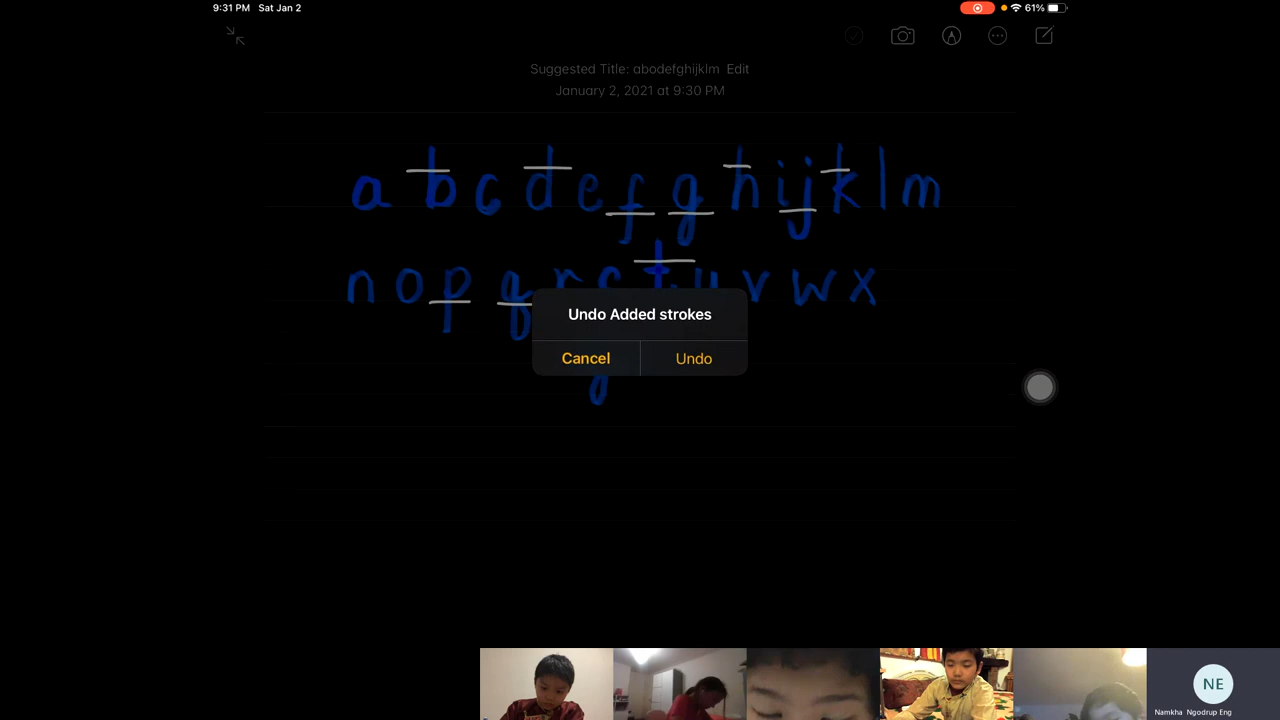 9:31 PM Sat Jan 2 61%
Suggested Title: abodefghijklm Edit
January 2, 2021 at 9:30 PM
a b c d e f g h i j k l m
n o p q r s t u v w x
Undo Added strokes
Cancel Undo
y
NE
Namkha Ngodrup Eng